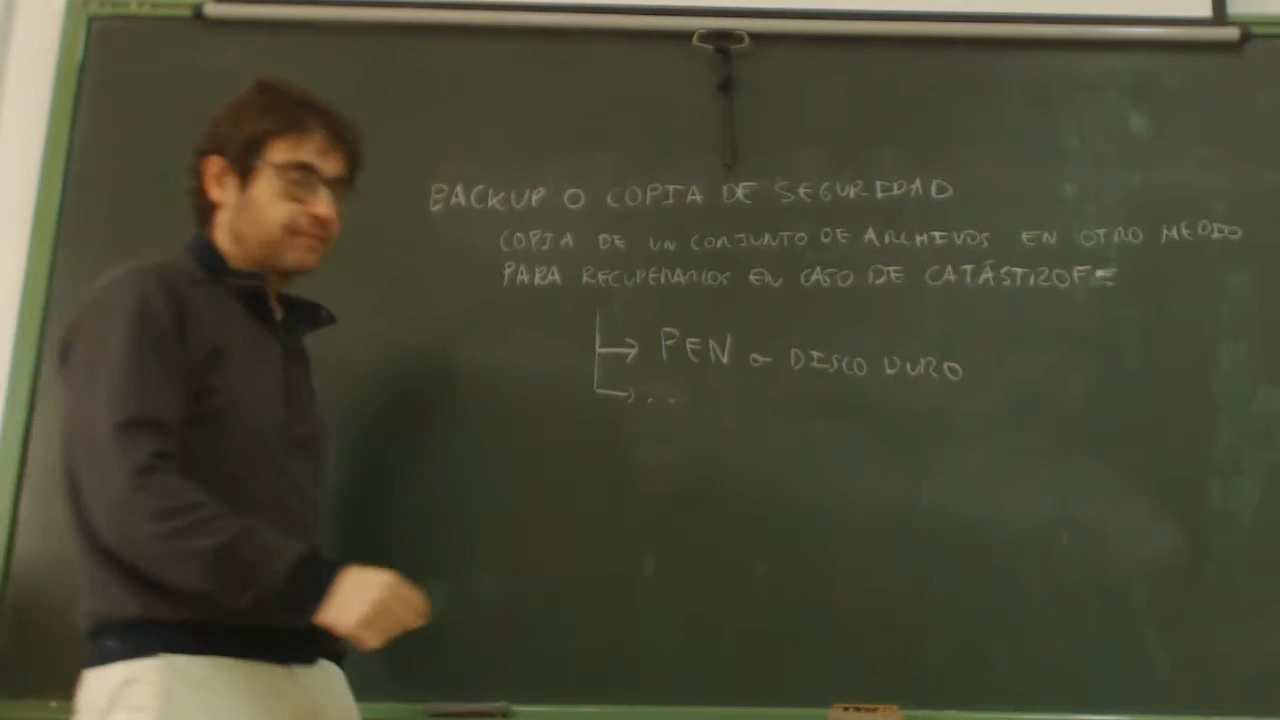 BACKUP O COPIA DE SEGURIDAD
COPIA DE UN CONJUNTO DE ARCHIVOS EN OTRO MEDIO
PARA RECUPERARLOS EN CASO DE CATÁSTROFE
→ PEN o DISCO DURO
→ ...